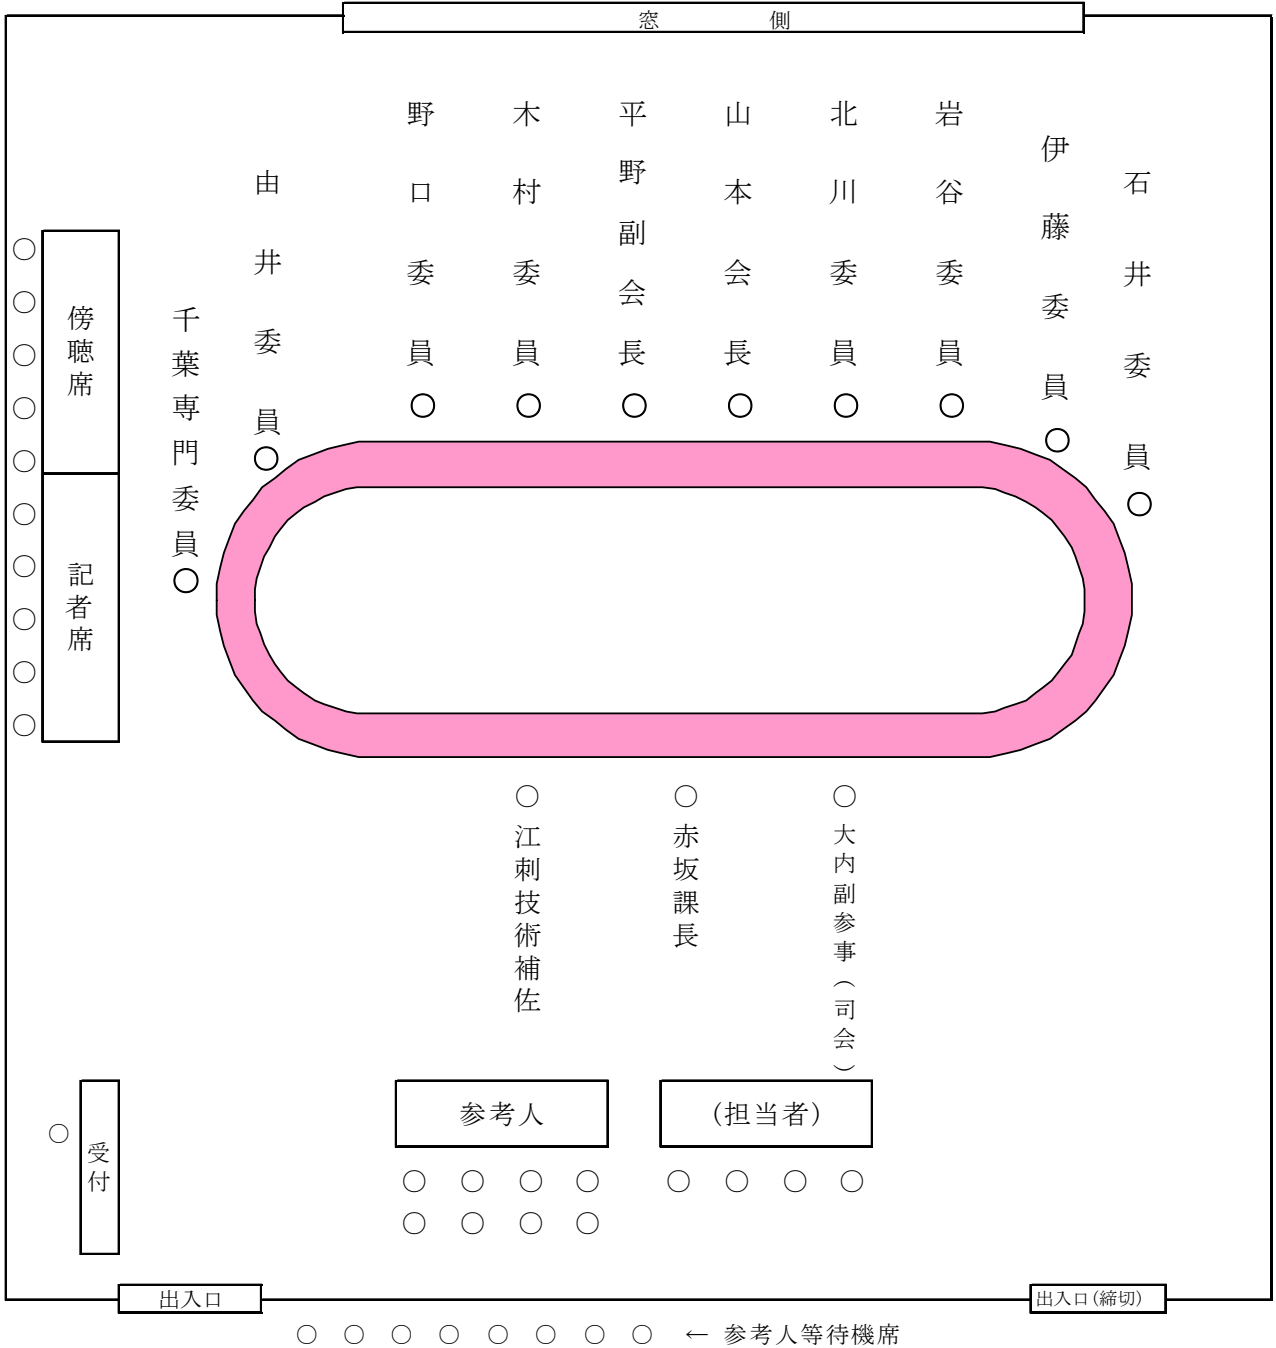 窓　側
石井委員
伊藤委員
岩谷委員
北川委員
山本会長
平野副会長
木村委員
野口委員
由井委員
千葉専門委員
傍聴席
記者席
大内副参事（司会）
赤坂課長
江刺技術補佐
参考人
(担当者)
受付
出入口
出入口(締切)
← 参考人等待機席